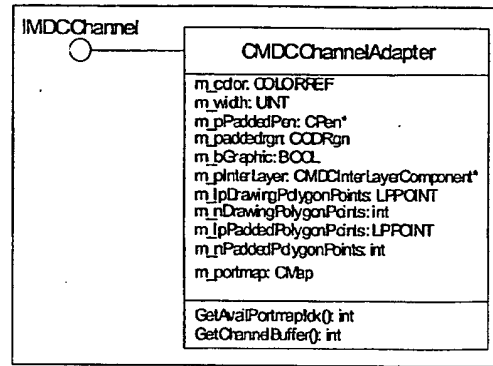 IMDCChannel
CMDCChannelAdapter
m_color: COLORREF
m_width: UINT
m_pPaddedPen: CPen*
m_paddedrgn: CODRgn
m_bGraphic: BOOL
m_pInterLayer: CMDCInterLayerComponent*
m_lpDrawingPolygonPoints: LPPOINT
m_nDrawingPolygonPoints: int
m_lpPaddedPolygonPoints: LPPOINT
m_nPaddedPolygonPoints: int
m_portmap: CMap
GetAvailPortmapIdx(): int
GetChannelBuffer(): int